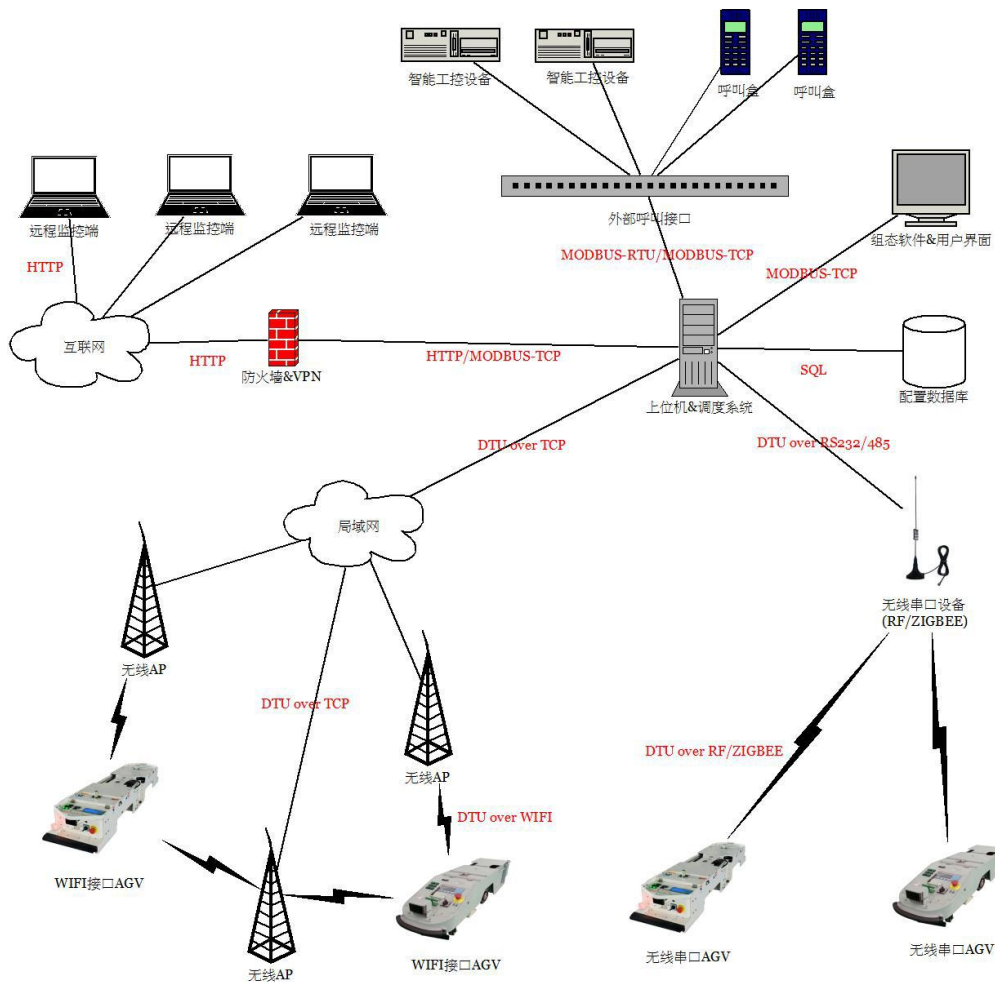 智能工控设备
智能工控设备
呼叫盒
呼叫盒
远程监控端
远程监控端
远程监控端
外部呼叫接口
组态软件&用户界面
HTTP
MODBUS-RTU/MODBUS-TCP
MODBUS-TCP
互联网
HTTP
防火墙&VPN
HTTP/MODBUS-TCP
上位机&调度系统
SQL
配置数据库
DTU over TCP
DTU over RS232/485
局域网
无线串口设备
(RF/ZIGBEE)
无线AP
DTU over TCP
无线AP
DTU over RF/ZIGBEE
DTU over WIFI
WIFI接口AGV
无线AP
WIFI接口AGV
无线串口AGV
无线串口AGV